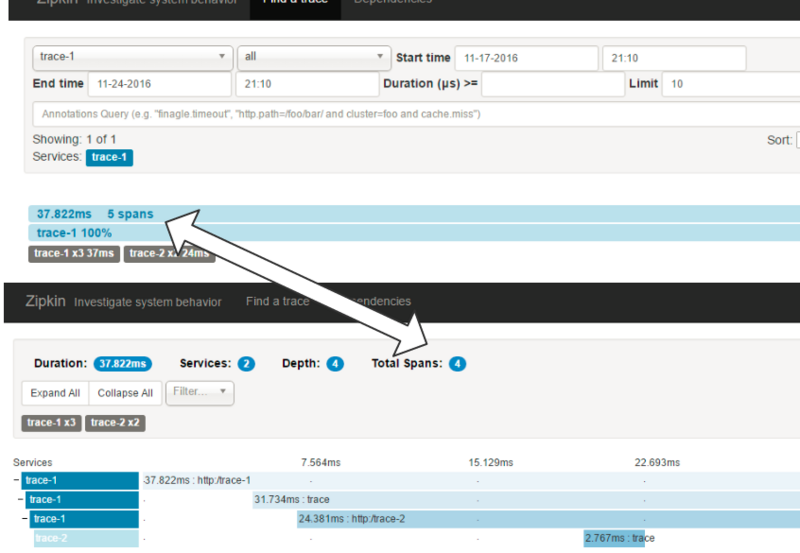 Zipkin Investigate system behavior Find a trace Dependencies
trace-1 all Start time 11-17-2016 21:10
End time 11-24-2016 21:10 Duration (μs) >= Limit 10
Annotations Query (e.g. "finagle.timeout", "http.path=/foo/bar/ and cluster=foo and cache.miss")
Showing: 1 of 1
Sort:
Services: trace-1
37.822ms 5 spans
trace-1 100%
trace-1 x3 37ms trace-2 24ms
Zipkin Investigate system behavior Find a trace
Duration: 37.822ms Services: 2 Depth: 4 Total Spans: 4
Expand All Collapse All Filter...
trace-1 x3 trace-2 x2
Services 7.564ms 15.129ms 22.693ms
- trace-1 37.822ms : http:/trace-1
- trace-1 31.734ms : trace
- trace-1 24.381ms : http:/trace-2
trace-2 2.767ms : trace